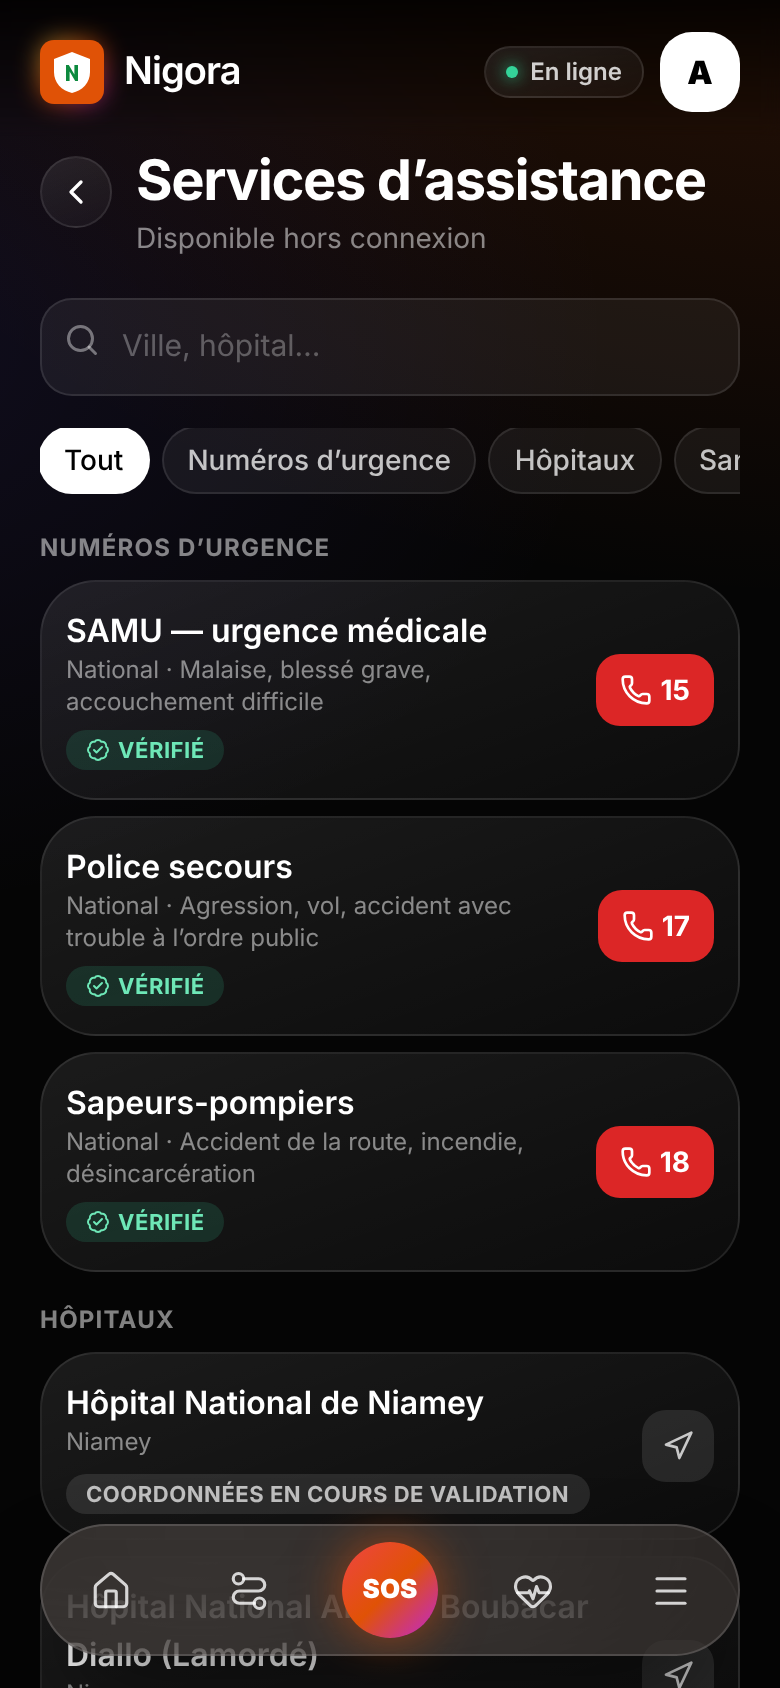 N
Nigora
En ligne
A
Services d’assistance
Disponible hors connexion
Ville, hôpital…
Tout
Numéros d’urgence
Hôpitaux
NUMÉROS D’URGENCE
SAMU — urgence médicale
National · Malaise, blessé grave,
accouchement difficile
15
VÉRIFIÉ
Police secours
National · Agression, vol, accident avec
trouble à l’ordre public
17
VÉRIFIÉ
Sapeurs-pompiers
National · Accident de la route, incendie,
désincarcération
18
VÉRIFIÉ
HÔPITAUX
Hôpital National de Niamey
Niamey
COORDONNÉES EN COURS DE VALIDATION
SOS
Hôpital National Boubacar
Diallo (Lamordé)